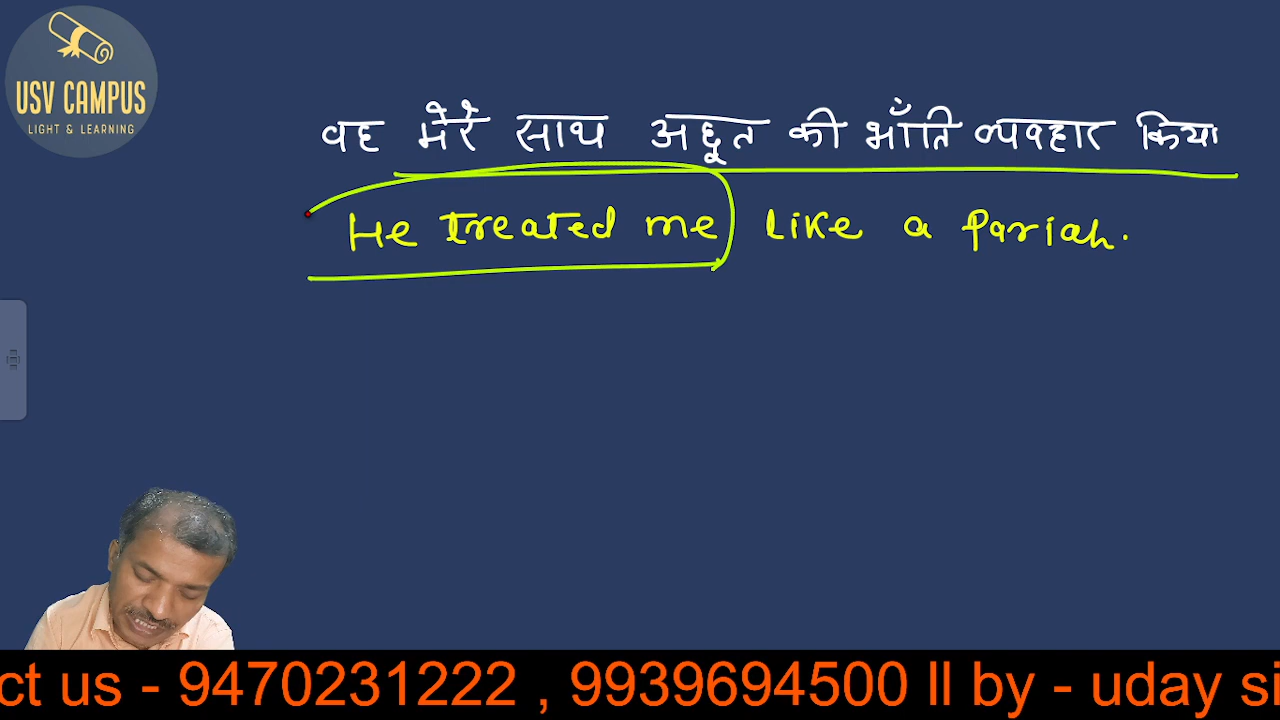 USV CAMPUS
LIGHT & LEARNING
वह मेरे साथ अछूत की भाँति व्यवहार किया
He treated me like a pariah.
ct us - 9470231222 , 9939694500 ll by - uday si